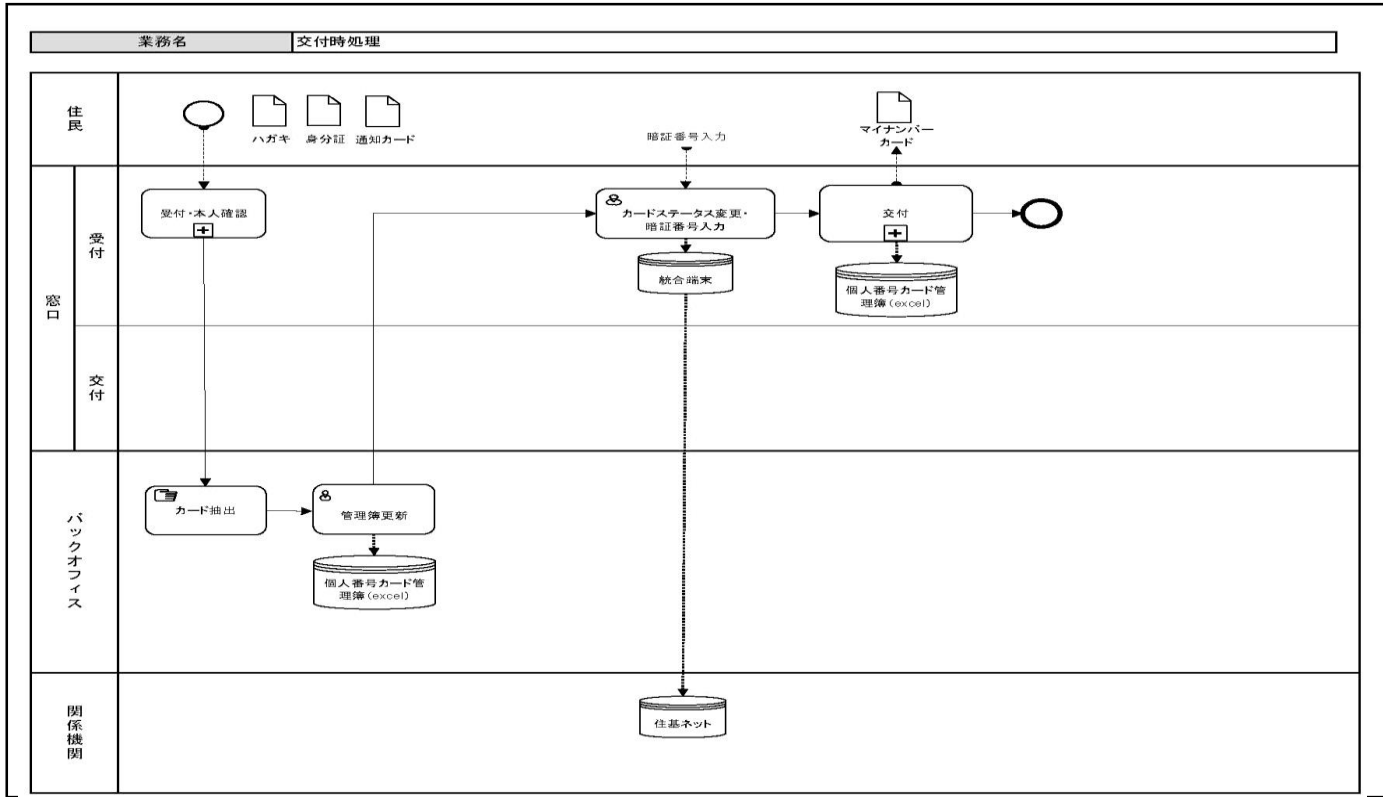 業務名
交付時処理
住民
ハガキ
身分証
通知カード
暗証番号入力
マイナンバー
カード
窓口
受付
受付・本人確認
カードステータス変更・
暗証番号入力
交付
統合端末
個人番号カード管
理簿(excel)
交付
バックオフィス
カード抽出
管理簿更新
個人番号カード管
理簿(excel)
関係機関
住基ネット